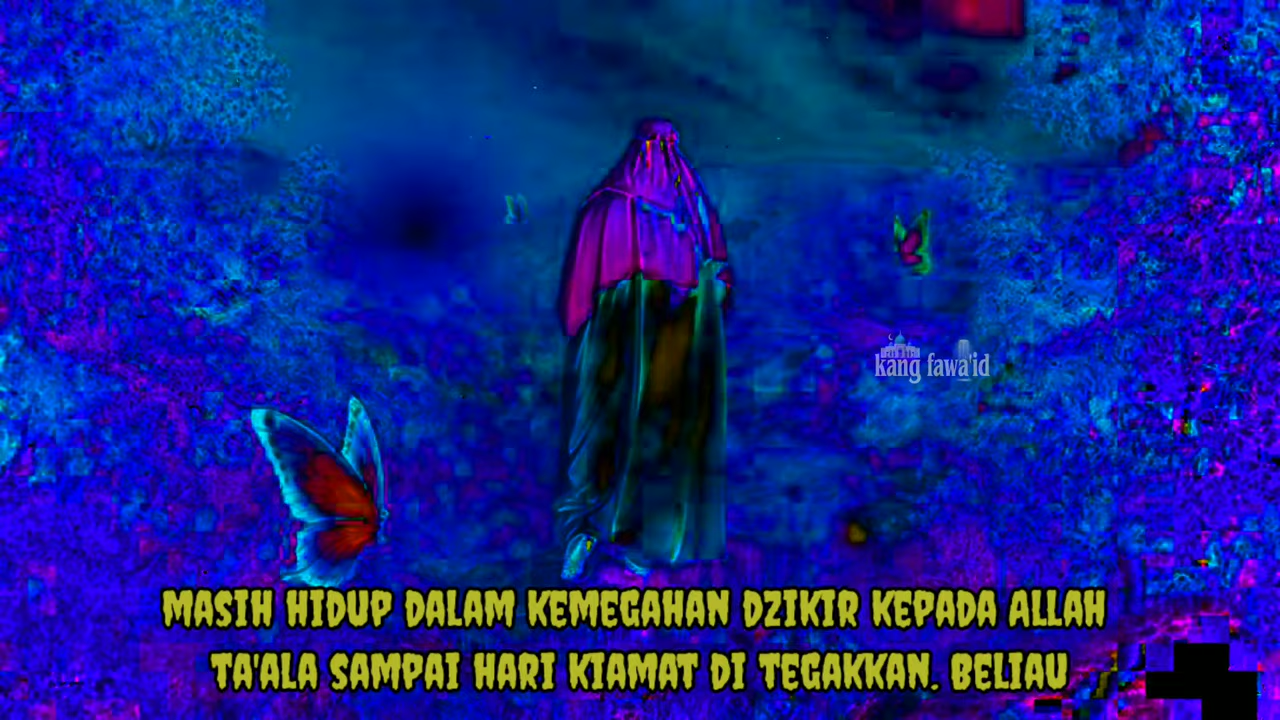 kang fawa'id
MASIH HIDUP DALAM KEMEGAHAN DZIKIR KEPADA ALLAH
TA'ALA SAMPAI HARI KIAMAT DI TEGAKKAN. BELIAU